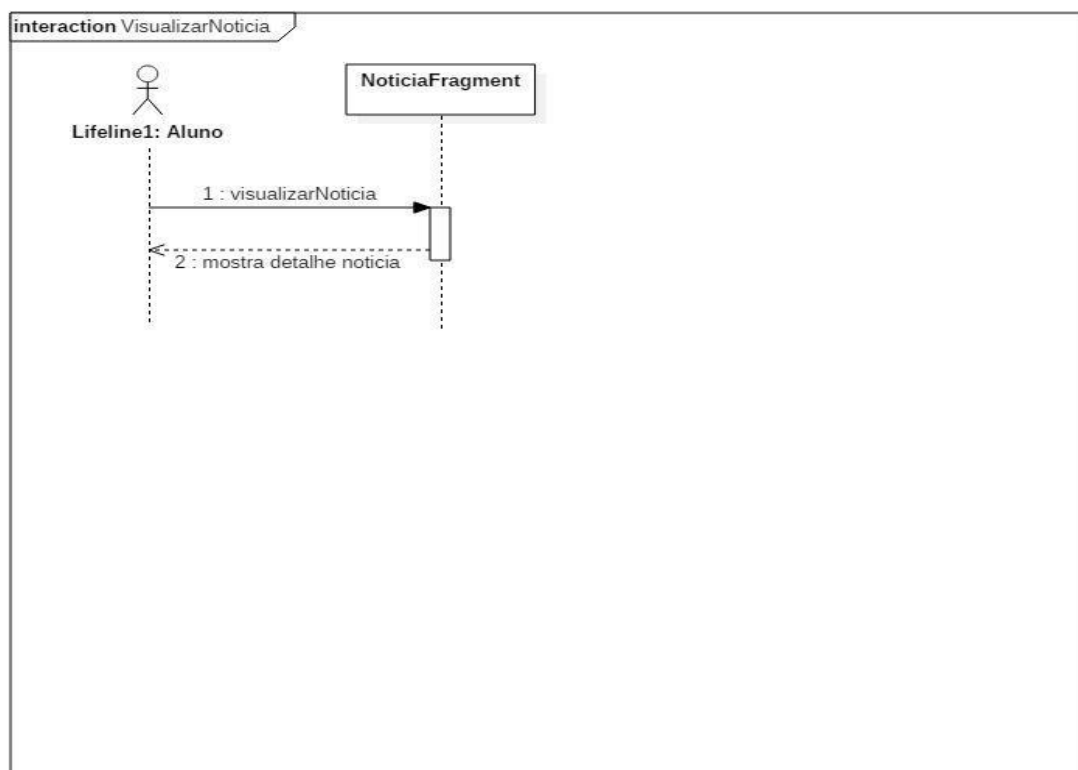 interaction VisualizarNoticia
NoticiaFragment
Lifeline1: Aluno
1 : visualizarNoticia
2 : mostra detalhe noticia